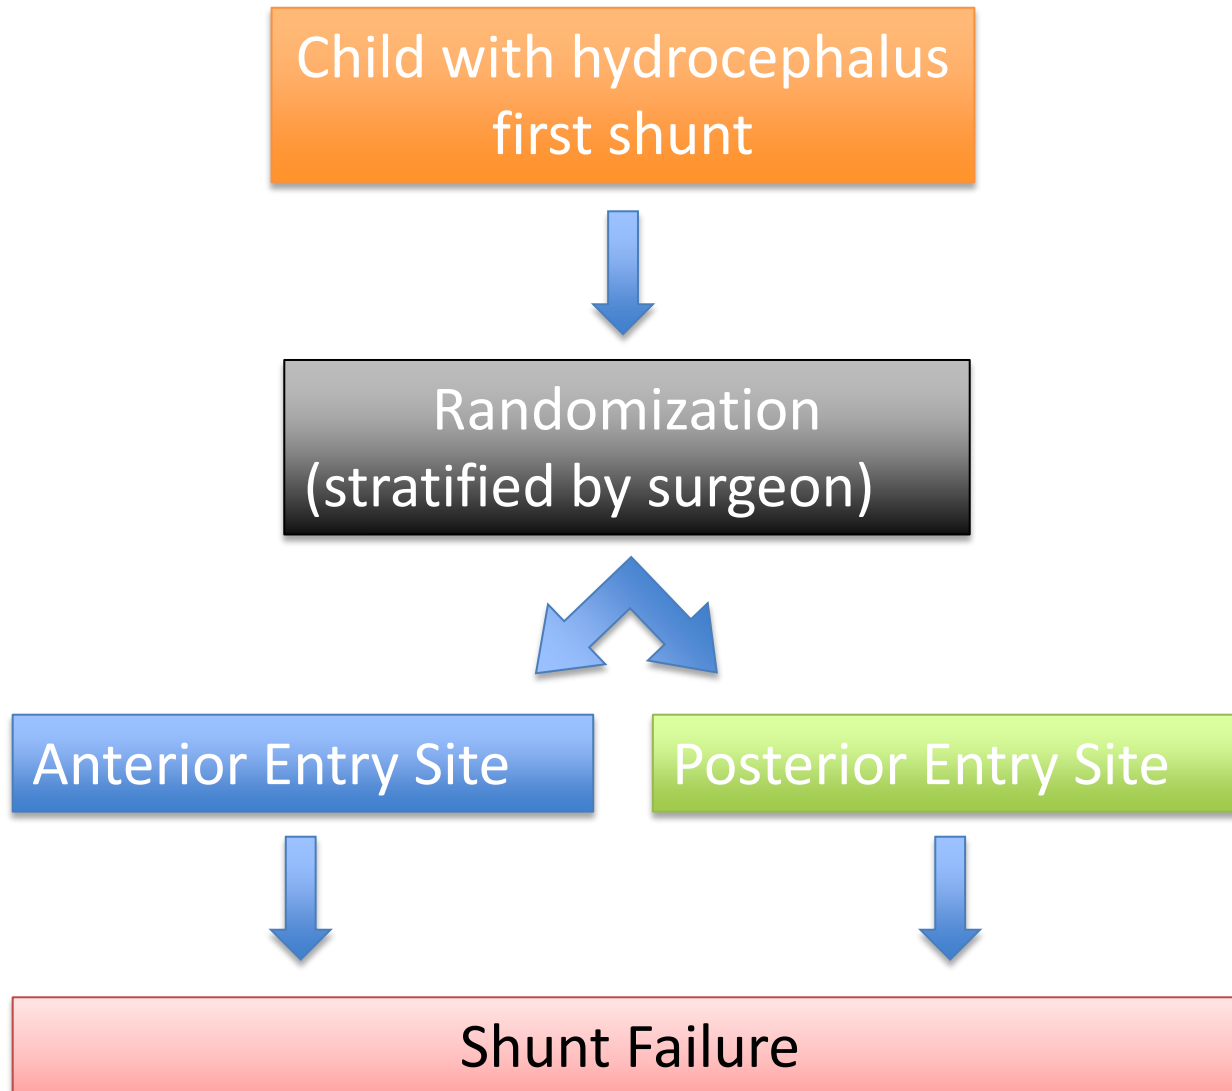 Child with hydrocephalus
first shunt
Randomization
(stratified by surgeon)
Anterior Entry Site
Posterior Entry Site
Shunt Failure